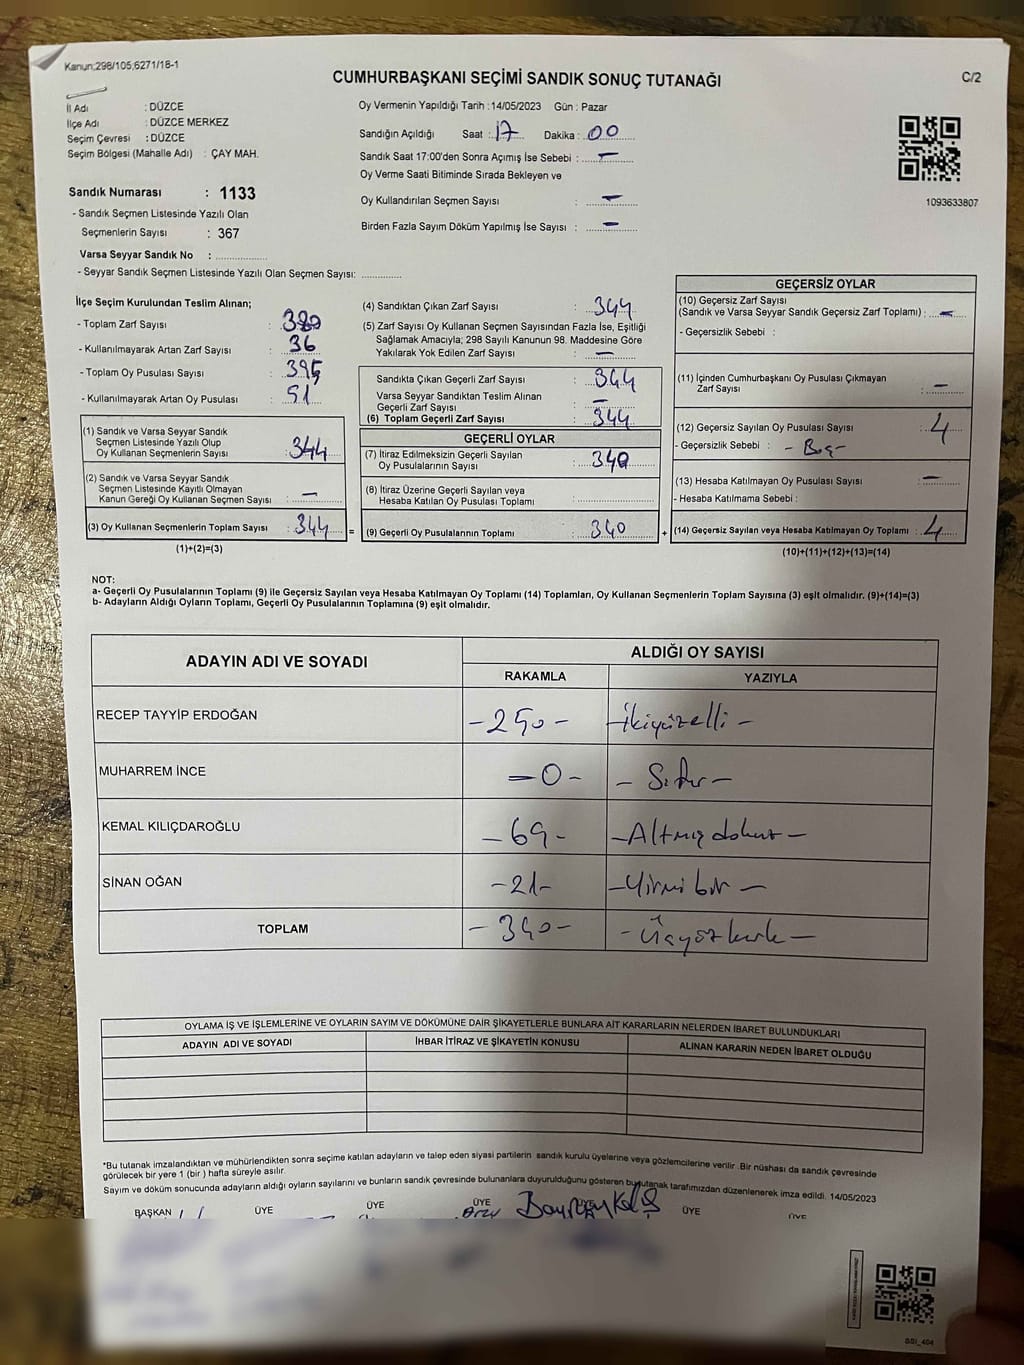 Kanun:298/105,6271/18-1
CUMHURBAŞKANI SEÇİMİ SANDIK SONUÇ TUTANAĞI
C/2
İl Adı : DÜZCE
İlçe Adı : DÜZCE MERKEZ
Seçim Çevresi : DÜZCE
Seçim Bölgesi (Mahalle Adı) : ÇAY MAH.
Oy Vermenin Yapıldığı Tarih :14/05/2023 Gün : Pazar
Sandığın Açıldığı Saat : 17 Dakika : 00
Sandık Saat 17:00'den Sonra Açımış İse Sebebi : –
Oy Verme Saati Bitiminde Sırada Bekleyen ve
Oy Kullandırılan Seçmen Sayısı : –
Birden Fazla Sayım Döküm Yapılmış İse Sayısı : –
1093633807
Sandık Numarası : 1133
- Sandık Seçmen Listesinde Yazılı Olan
Seçmenlerin Sayısı : 367
Varsa Seyyar Sandık No : ..................
- Seyyar Sandık Seçmen Listesinde Yazılı Olan Seçmen Sayısı: ..............
İlçe Seçim Kurulundan Teslim Alınan;
- Toplam Zarf Sayısı : 380
- Kullanılmayarak Artan Zarf Sayısı : 36
- Toplam Oy Pusulası Sayısı : 395
- Kullanılmayarak Artan Oy Pusulası : 51
(1) Sandık ve Varsa Seyyar Sandık
Seçmen Listesinde Yazılı Olup
Oy Kullanan Seçmenlerin Sayısı : 344
(2) Sandık ve Varsa Seyyar Sandık
Seçmen Listesinde Kayıtlı Olmayan
Kanun Gereği Oy Kullanan Seçmen Sayısı : –
(3) Oy Kullanan Seçmenlerin Toplam Sayısı : 344
(1)+(2)=(3)
=
(4) Sandıktan Çıkan Zarf Sayısı : 344
(5) Zarf Sayısı Oy Kullanan Seçmen Sayısından Fazla İse, Eşitliği
Sağlamak Amacıyla; 298 Sayılı Kanunun 98. Maddesine Göre
Yakılarak Yok Edilen Zarf Sayısı : –
Sandıkta Çıkan Geçerli Zarf Sayısı : 344
Varsa Seyyar Sandıktan Teslim Alınan
Geçerli Zarf Sayısı : –
(6) Toplam Geçerli Zarf Sayısı : 344
GEÇERLİ OYLAR
(7) İtiraz Edilmeksizin Geçerli Sayılan
Oy Pusulalarının Sayısı : 340
(8) İtiraz Üzerine Geçerli Sayılan veya
Hesaba Katılan Oy Pusulası Toplamı :
(9) Geçerli Oy Pusulalarının Toplamı : 340
+
GEÇERSİZ OYLAR
(10) Geçersiz Zarf Sayısı
(Sandık ve Varsa Seyyar Sandık Geçersiz Zarf Toplamı) : –
- Geçersizlik Sebebi :
(11) İçinden Cumhurbaşkanı Oy Pusulası Çıkmayan
Zarf Sayısı : –
(12) Geçersiz Sayılan Oy Pusulası Sayısı : 4
- Geçersizlik Sebebi : - Boş -
(13) Hesaba Katılmayan Oy Pusulası Sayısı : –
- Hesaba Katılmama Sebebi :
(14) Geçersiz Sayılan veya Hesaba Katılmayan Oy Toplamı : 4
(10)+(11)+(12)+(13)=(14)
NOT:
a- Geçerli Oy Pusulalarının Toplamı (9) ile Geçersiz Sayılan veya Hesaba Katılmayan Oy Toplamı (14) Toplamları, Oy Kullanan Seçmenlerin Toplam Sayısına (3) eşit olmalıdır. (9)+(14)=(3)
b- Adayların Aldığı Oyların Toplamı, Geçerli Oy Pusulalarının Toplamına (9) eşit olmalıdır.
ADAYIN ADI VE SOYADI
ALDIĞI OY SAYISI
RAKAMLA YAZIYLA
RECEP TAYYİP ERDOĞAN -250- -ikiyüzelli-
MUHARREM İNCE -0- -Sıfır-
KEMAL KILIÇDAROĞLU -69- -Altmışdokuz-
SİNAN OĞAN -21- -Yirmibir-
TOPLAM -340- -Üçyüzkırk-
OYLAMA İŞ VE İŞLEMLERİNE VE OYLARIN SAYIM VE DÖKÜMÜNE DAİR ŞİKAYETLERLE BUNLARA AİT KARARLARIN NELERDEN İBARET BULUNDUKLARI
ADAYIN ADI VE SOYADI İHBAR İTİRAZ VE ŞİKAYETİN KONUSU ALINAN KARARIN NEDEN İBARET OLDUĞU
*Bu tutanak imzalandıktan ve mühürlendikten sonra seçime katılan adayların ve talep eden siyasi partilerin sandık kurulu üyelerine veya gözlemcilerine verilir. Bir nüshası da sandık çevresinde
görülecek bir yere 1 (bir ) hafta süreyle asılır.
Sayım ve döküm sonucunda adayların aldığı oyların sayılarını ve bunların sandık çevresinde bulunanlara duyurulduğunu gösteren bu tutanak tarafımızdan düzenlenerek imza edildi. 14/05/2023
BAŞKAN ÜYE ÜYE ÜYE ÜYE ÜYE ÜYE